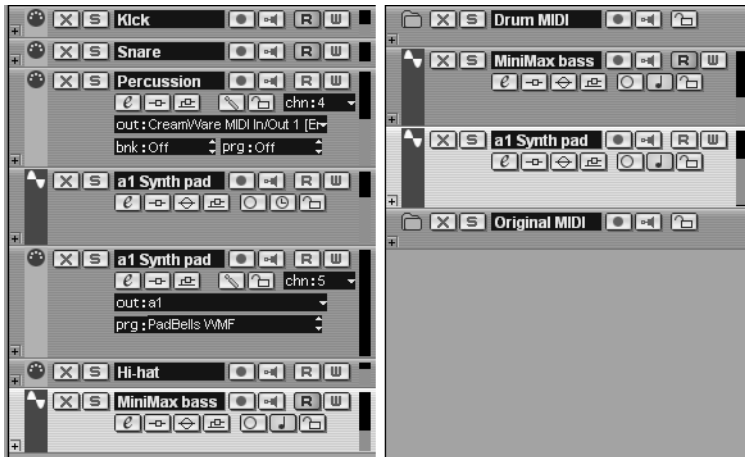 X S KIck R W
X S Snare R W
X S Percussion R W
e chn:4
out:CreamWare MIDI In/Out 1 [Er
bnk:Off prg:Off
X S a1 Synth pad R W
e
X S a1 Synth pad R W
e chn:5
out:a1
prg:PadBells WMF
X S Hi-hat R W
X S MiniMax bass R W
e
X S Drum MIDI
X S MiniMax bass R W
e
X S a1 Synth pad R W
e
X S Original MIDI